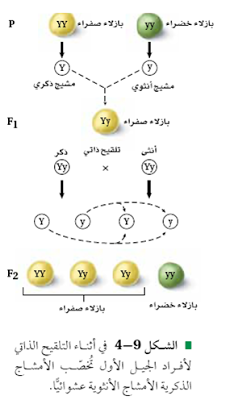 P
بازلاء صفراء YY yy بازلاء خضراء
Y y
مشيج ذكري مشيج أنثوي
F1 Yy بازلاء صفراء
ذكر تلقيح ذاتي أنثى
Yy × Yy
Y y Y y
F2 YY Yy Yy yy
بازلاء صفراء بازلاء خضراء
■ الشكل 9–4 في أثناء التلقيح الذاتي
لأفراد الجيل الأول تُخصّب الأمشاج
الذكرية الأمشاج الأنثوية عشوائيًّا.